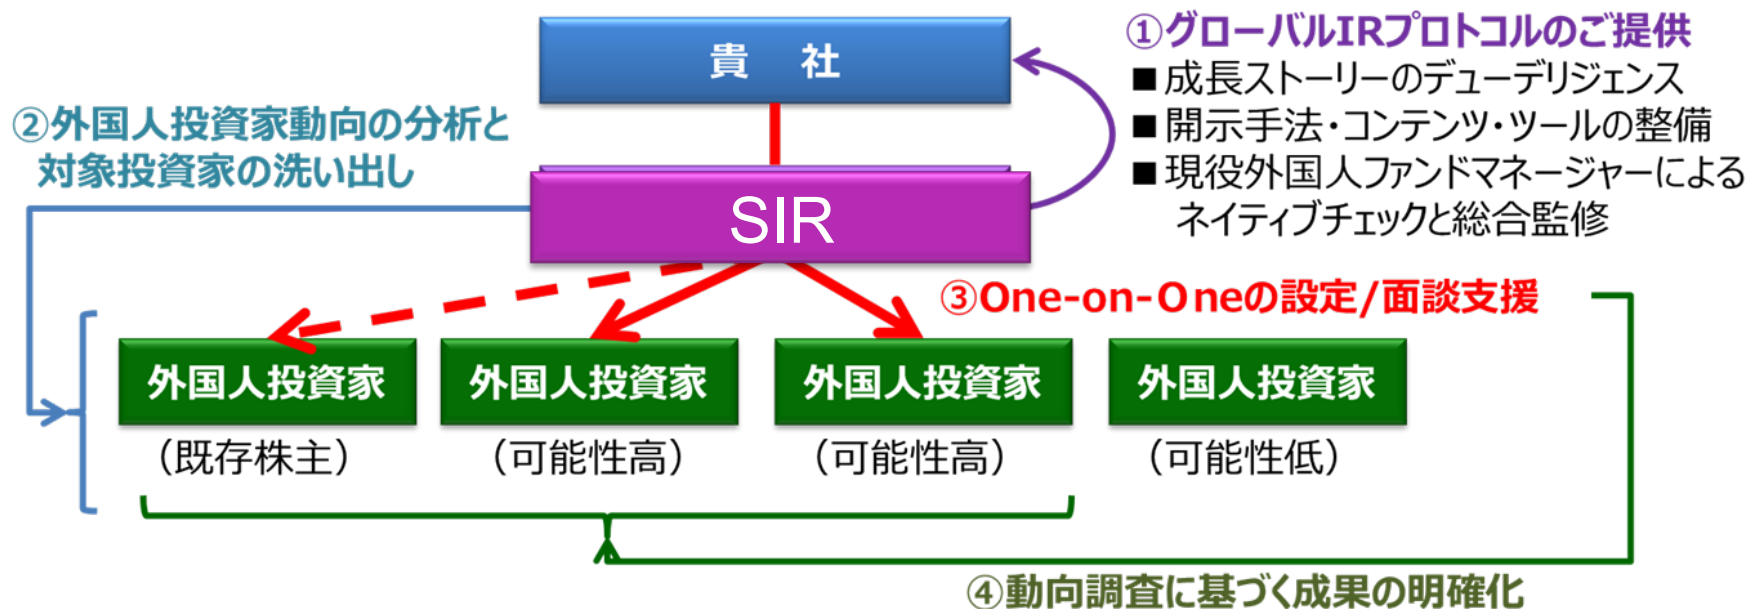 貴 社
①グローバルIRプロトコルのご提供
■成長ストーリーのデューデリジェンス
■開示手法・コンテンツ・ツールの整備
■現役外国人ファンドマネージャーによる
ネイティブチェックと総合監修
②外国人投資家動向の分析と
対象投資家の洗い出し
SIR
③One-on-Oneの設定/面談支援
外国人投資家
外国人投資家
外国人投資家
外国人投資家
（既存株主）
（可能性高）
（可能性高）
（可能性低）
④動向調査に基づく成果の明確化